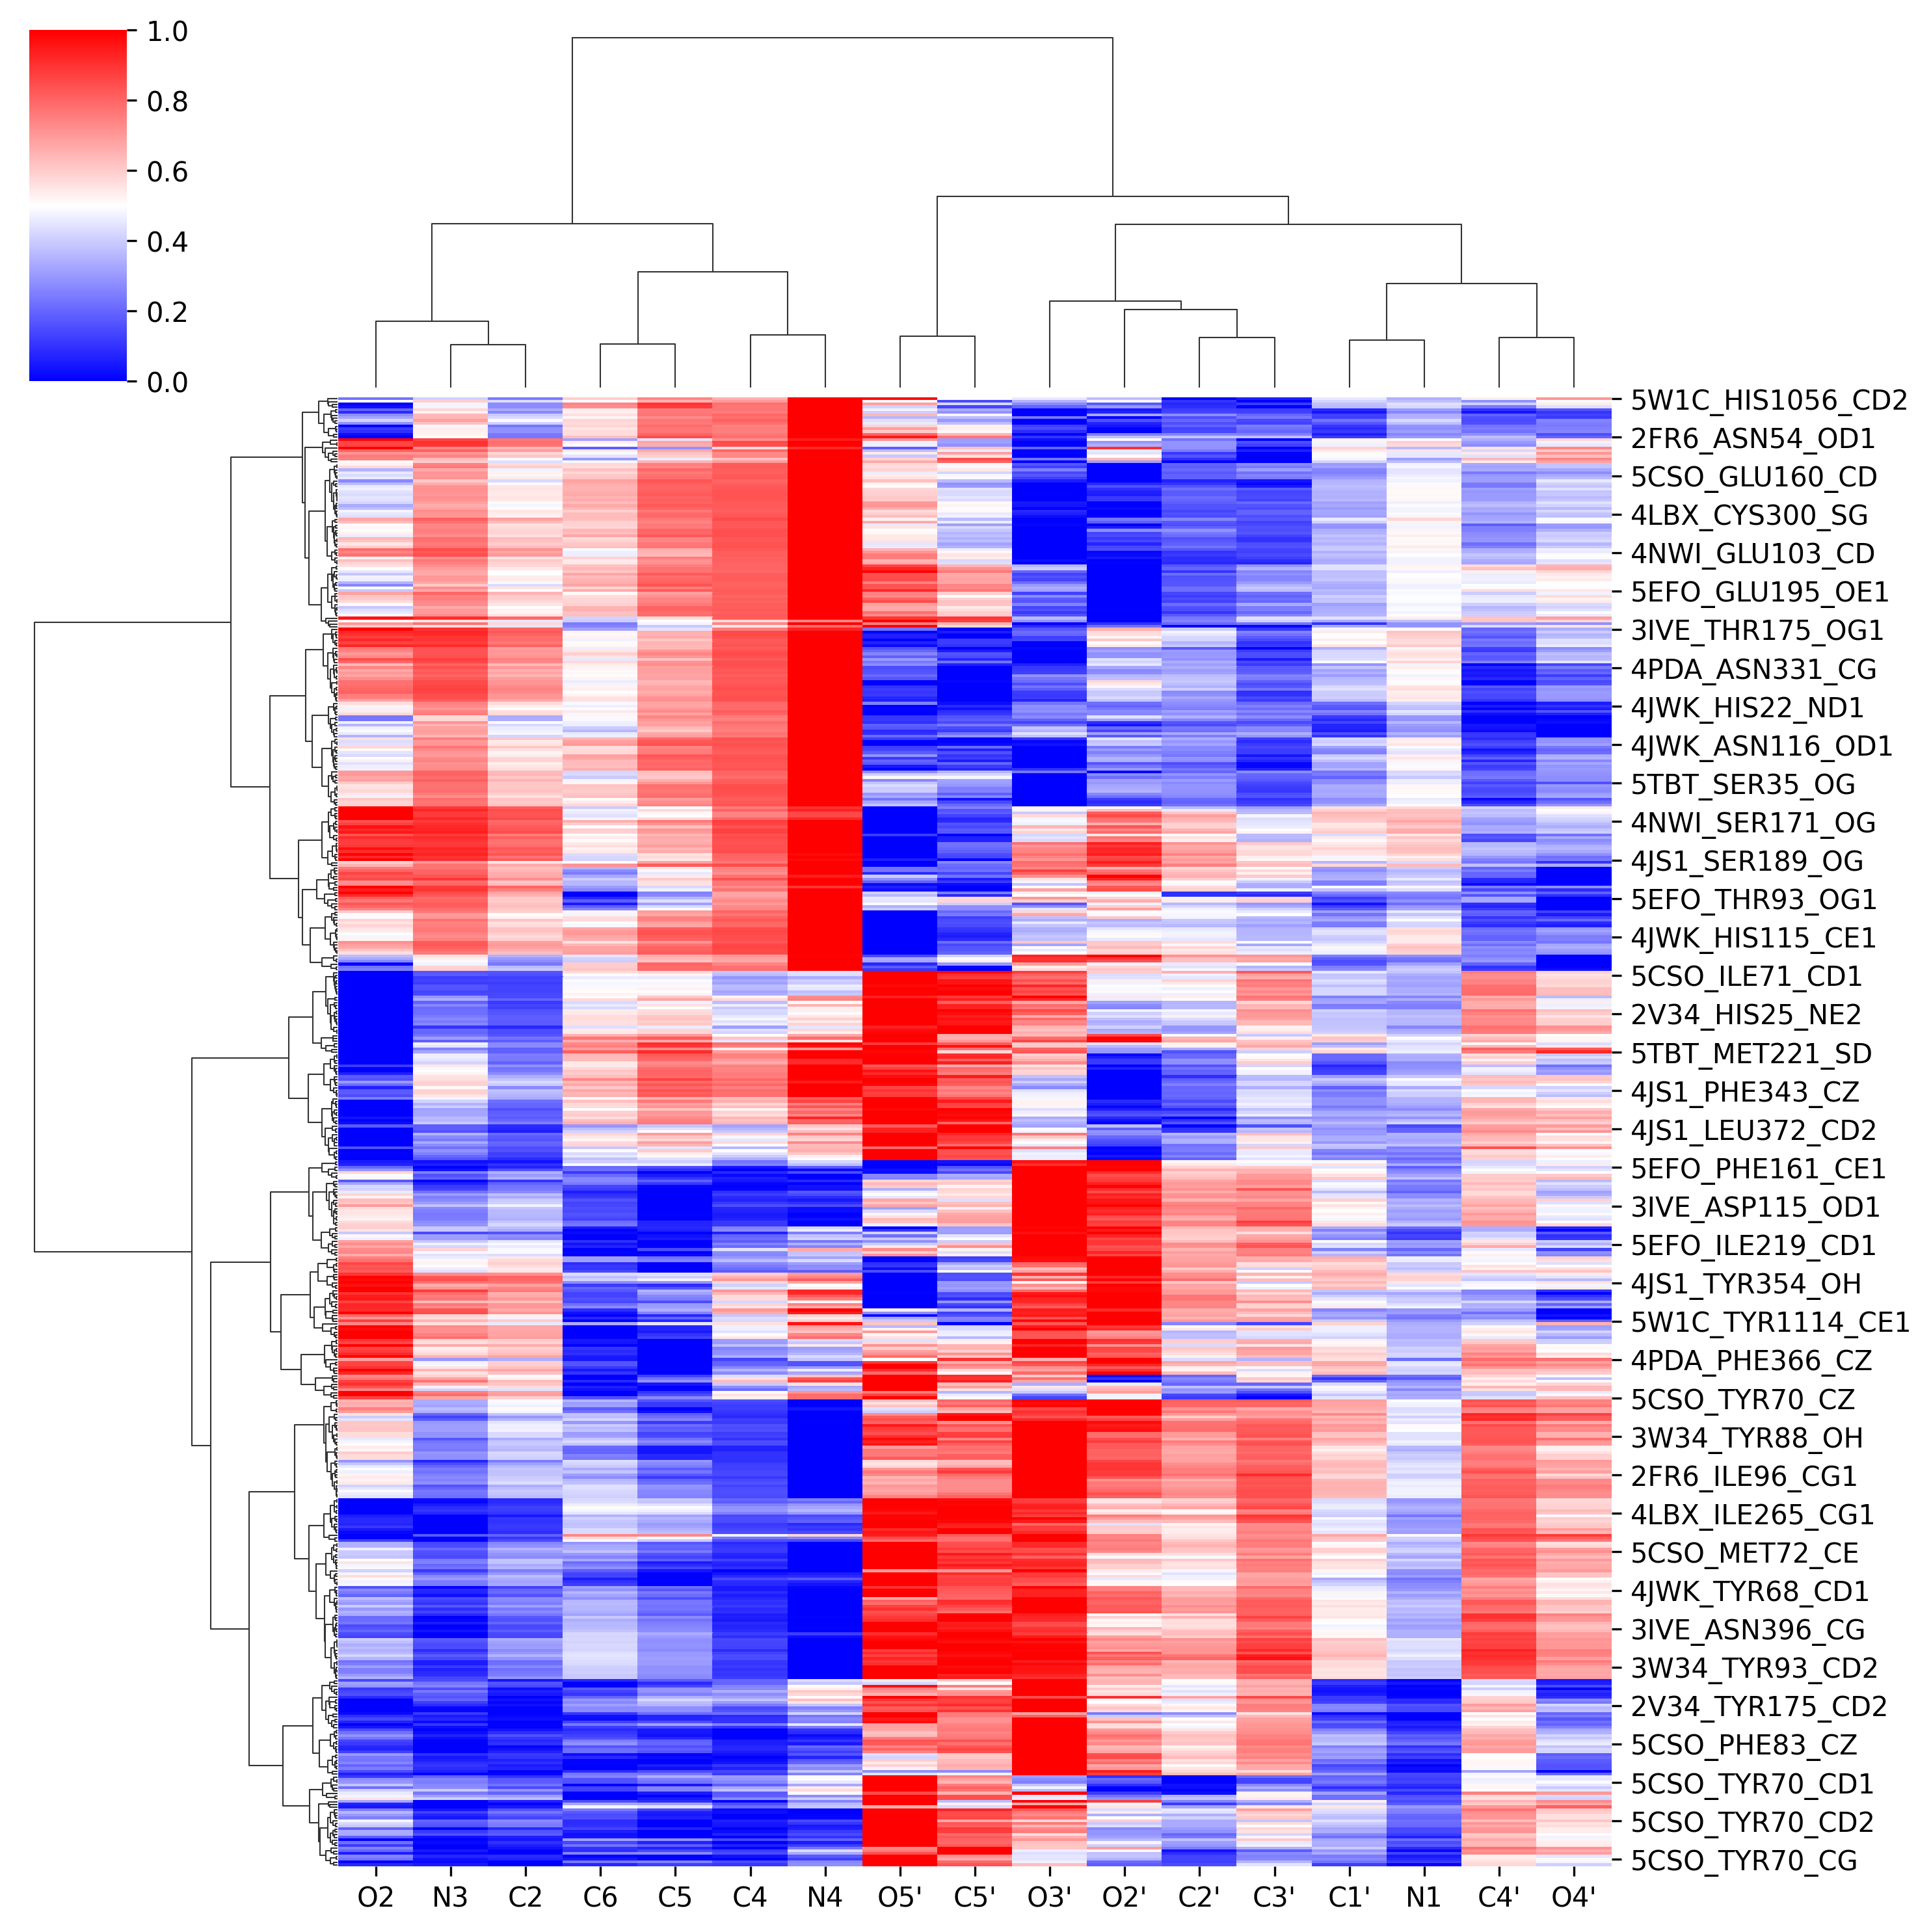 1.0
0.8
0.6
0.4
0.2
0.0
5W1C_HIS1056_CD2
2FR6_ASN54_OD1
5CSO_GLU160_CD
4LBX_CYS300_SG
4NWI_GLU103_CD
5EFO_GLU195_OE1
3IVE_THR175_OG1
4PDA_ASN331_CG
4JWK_HIS22_ND1
4JWK_ASN116_OD1
5TBT_SER35_OG
4NWI_SER171_OG
4JS1_SER189_OG
5EFO_THR93_OG1
4JWK_HIS115_CE1
5CSO_ILE71_CD1
2V34_HIS25_NE2
5TBT_MET221_SD
4JS1_PHE343_CZ
4JS1_LEU372_CD2
5EFO_PHE161_CE1
3IVE_ASP115_OD1
5EFO_ILE219_CD1
4JS1_TYR354_OH
5W1C_TYR1114_CE1
4PDA_PHE366_CZ
5CSO_TYR70_CZ
3W34_TYR88_OH
2FR6_ILE96_CG1
4LBX_ILE265_CG1
5CSO_MET72_CE
4JWK_TYR68_CD1
3IVE_ASN396_CG
3W34_TYR93_CD2
2V34_TYR175_CD2
5CSO_PHE83_CZ
5CSO_TYR70_CD1
5CSO_TYR70_CD2
5CSO_TYR70_CG
O2 N3 C2 C6 C5 C4 N4 O5' C5' O3' O2' C2' C3' C1' N1 C4' O4'